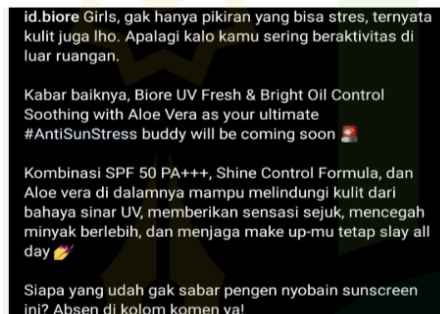 id.biore Girls, gak hanya pikiran yang bisa stres, ternyata
kulit juga lho. Apalagi kalo kamu sering beraktivitas di
luar ruangan.
Kabar baiknya, Biore UV Fresh & Bright Oil Control
Soothing with Aloe Vera as your ultimate
#AntiSunStress buddy will be coming soon 🚨
Kombinasi SPF 50 PA+++, Shine Control Formula, dan
Aloe vera di dalamnya mampu melindungi kulit dari
bahaya sinar UV, memberikan sensasi sejuk, mencegah
minyak berlebih, dan menjaga make up-mu tetap slay all
day 💅
Siapa yang udah gak sabar pengen nyobain sunscreen
ini? Absen di kolom komen ya!